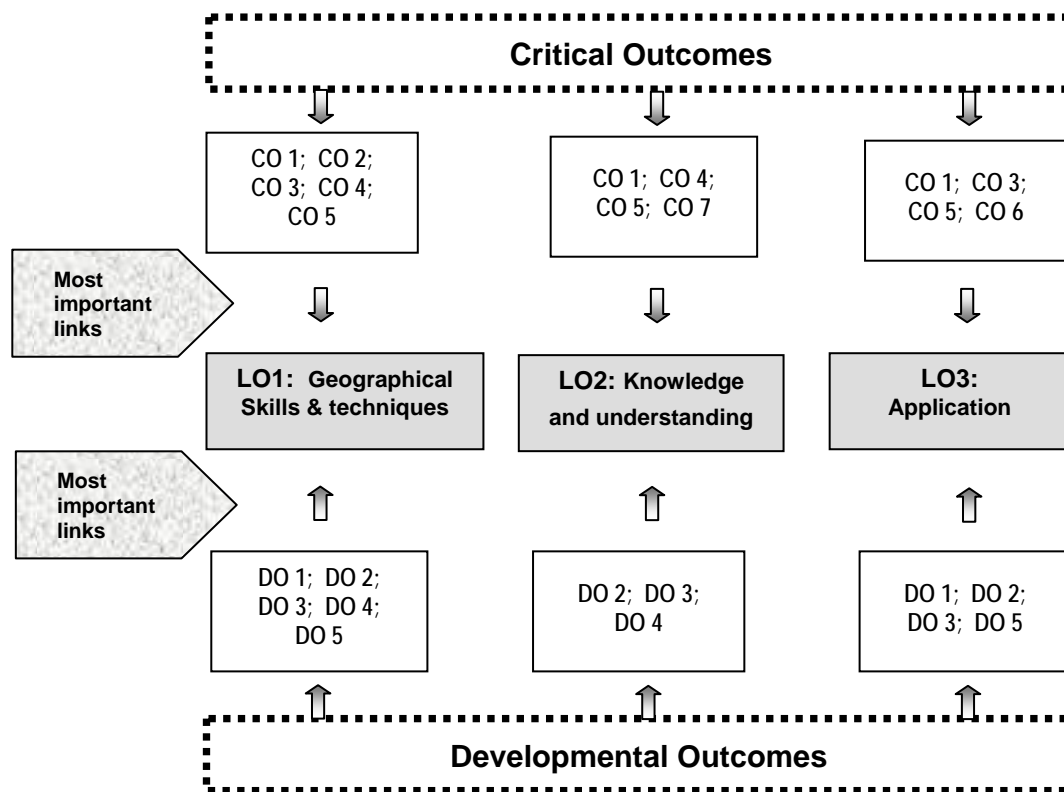 Critical Outcomes
CO 1; CO 2;
CO 3; CO 4;
CO 5
CO 1; CO 4;
CO 5; CO 7
CO 1; CO 3;
CO 5; CO 6
Most
important
links
LO1: Geographical
Skills & techniques
LO2: Knowledge
and understanding
LO3:
Application
Most
important
links
DO 1; DO 2;
DO 3; DO 4;
DO 5
DO 2; DO 3;
DO 4
DO 1; DO 2;
DO 3; DO 5
Developmental Outcomes